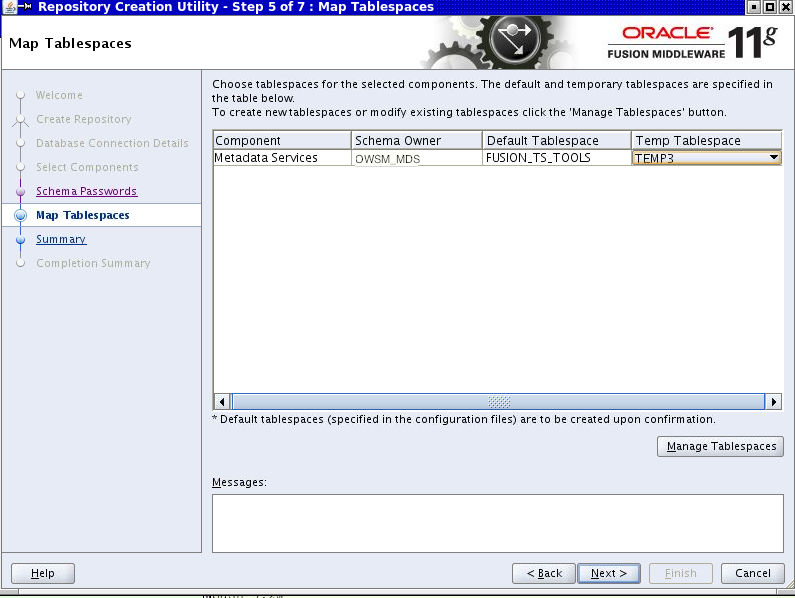 Repository Creation Utility - Step 5 of 7 : Map Tablespaces
Map Tablespaces
ORACLE
FUSION MIDDLEWARE 11g
Welcome
Create Repository
Database Connection Details
Select Components
Schema Passwords
Map Tablespaces
Summary
Completion Summary
Choose tablespaces for the selected components. The default and temporary tablespaces are specified in
the table below.
To create new tablespaces or modify existing tablespaces click the 'Manage Tablespaces' button.
Component Schema Owner Default Tablespace Temp Tablespace
Metadata Services OWSM_MDS FUSION_TS_TOOLS TEMP3
* Default tablespaces (specified in the configuration files) are to be created upon confirmation.
Manage Tablespaces
Messages:
Help < Back Next > Finish Cancel